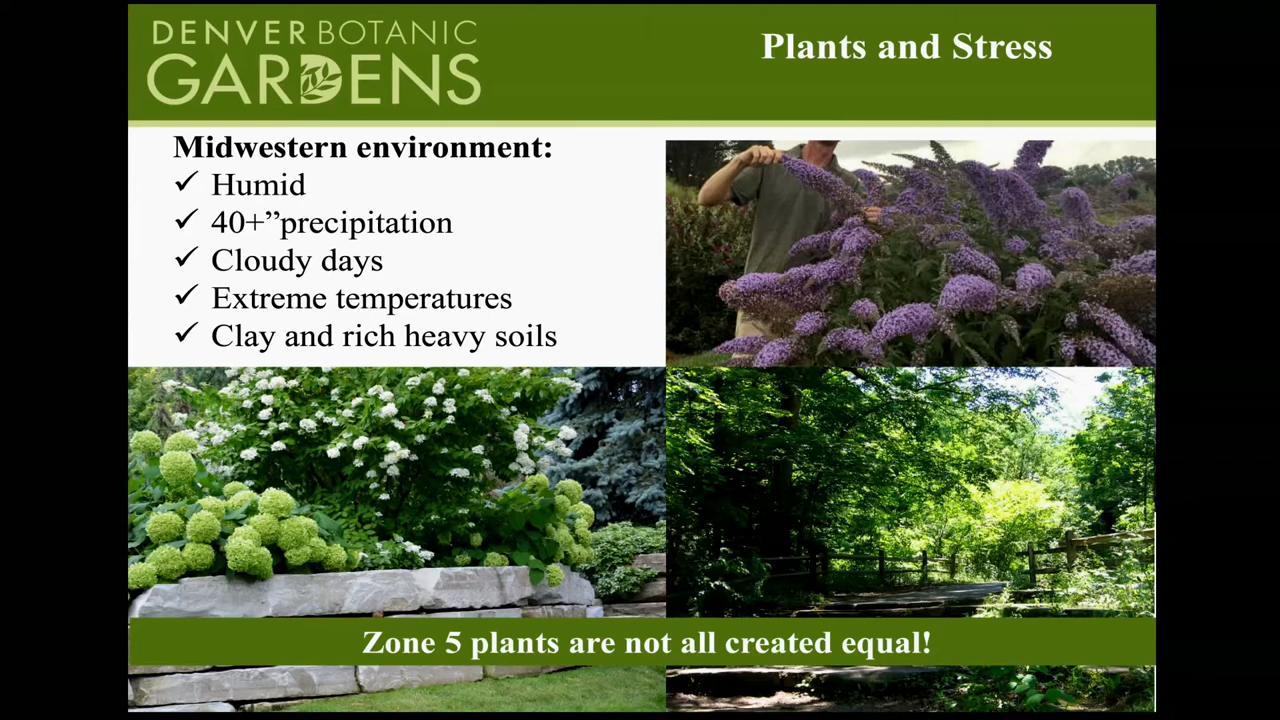 DENVER BOTANIC
GARDENS
Plants and Stress
Midwestern environment:
✓ Humid
✓ 40+”precipitation
✓ Cloudy days
✓ Extreme temperatures
✓ Clay and rich heavy soils
Zone 5 plants are not all created equal!